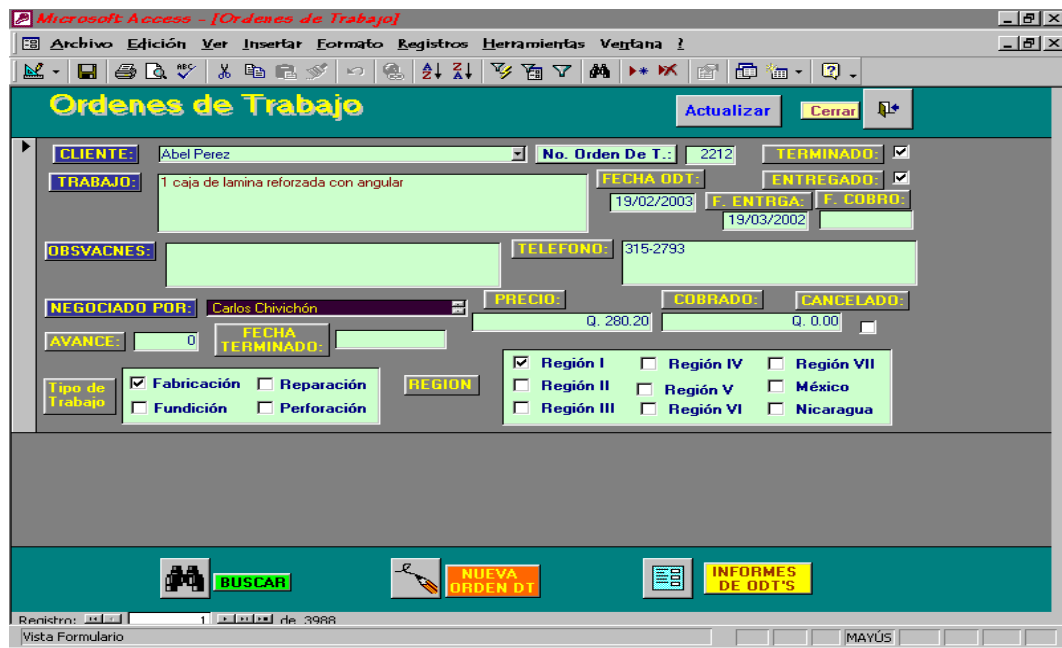 Microsoft Access - [Ordenes de Trabajo]
Archivo Edición Ver Insertar Formato Registros Herramientas Ventana ?
Ordenes de Trabajo
Actualizar
Cerrar
CLIENTE: Abel Perez No. Orden De T.: 2212 TERMINADO:
TRABAJO: 1 caja de lamina reforzada con angular FECHA ODT: ENTREGADO:
19/02/2003 F. ENTRGA: F. COBRO:
19/03/2002
OBSVACNES: TELEFONO: 315-2793
NEGOCIADO POR: Carlos Chivichón PRECIO: COBRADO: CANCELADO:
Q. 280.20 Q. 0.00
AVANCE: 0 FECHA
TERMINADO:
Tipo de
Trabajo
Fabricación Reparación
Fundición Perforación
REGION
Región I Región IV Región VII
Región II Región V México
Región III Región VI Nicaragua
BUSCAR
NUEVA
ORDEN DT
INFORMES
DE ODT'S
Registro: 1 de 3988
Vista Formulario MAYÚS